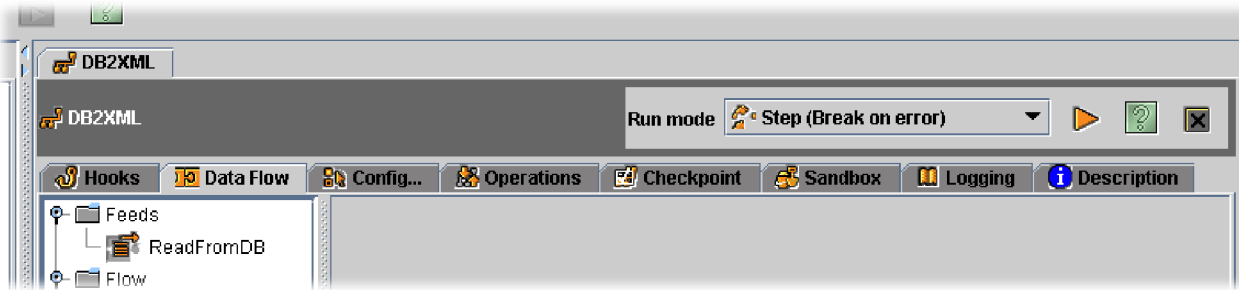 DB2XML
DB2XML Run mode Step (Break on error)
Hooks Data Flow Config... Operations Checkpoint Sandbox Logging Description
Feeds
ReadFromDB
Flow